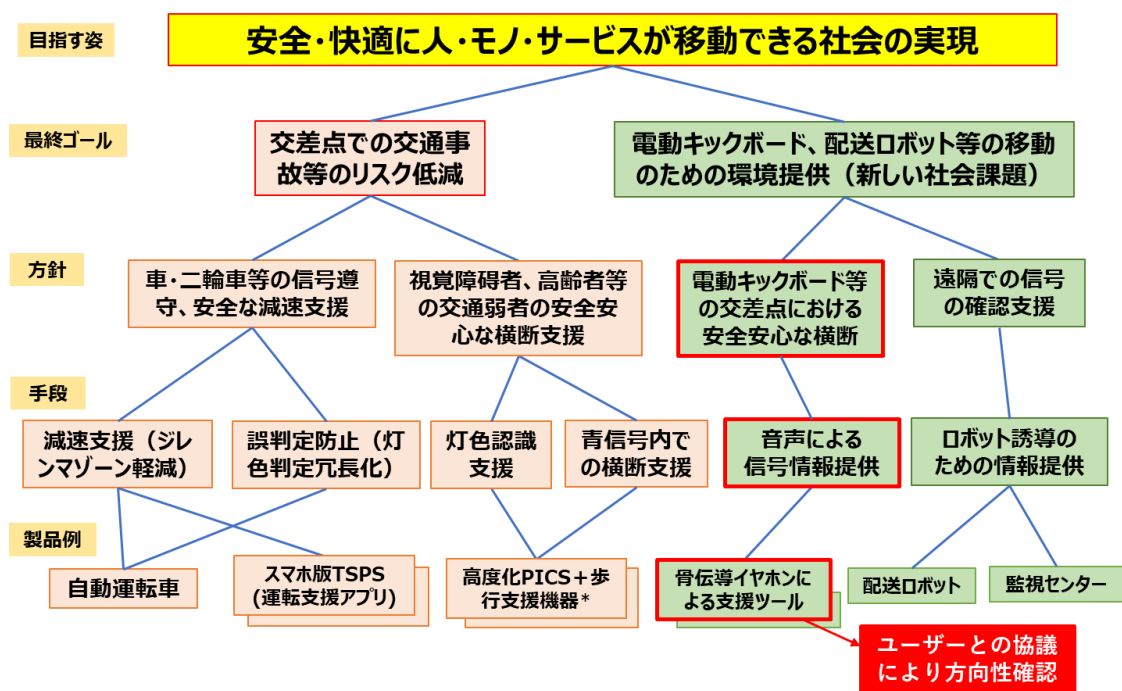 目指す姿
安全・快適に人・モノ・サービスが移動できる社会の実現
最終ゴール
交差点での交通事
故等のリスク低減
電動キックボード、配送ロボット等の移動
のための環境提供（新しい社会課題）
方針
車・二輪車等の信号遵
守、安全な減速支援
視覚障碍者、高齢者等
の交通弱者の安全安
心な横断支援
電動キックボード等
の交差点における
安全安心な横断
遠隔での信号
の確認支援
手段
減速支援（ジレ
ンマゾーン軽減）
誤判定防止（灯
色判定冗長化）
灯色認識
支援
青信号内で
の横断支援
音声による
信号情報提供
ロボット誘導の
ための情報提供
製品例
自動運転車
スマホ版TSPS
(運転支援アプリ)
高度化PICS＋歩
行支援機器*
骨伝導イヤホンに
よる支援ツール
配送ロボット
監視センター
ユーザーとの協議
により方向性確認